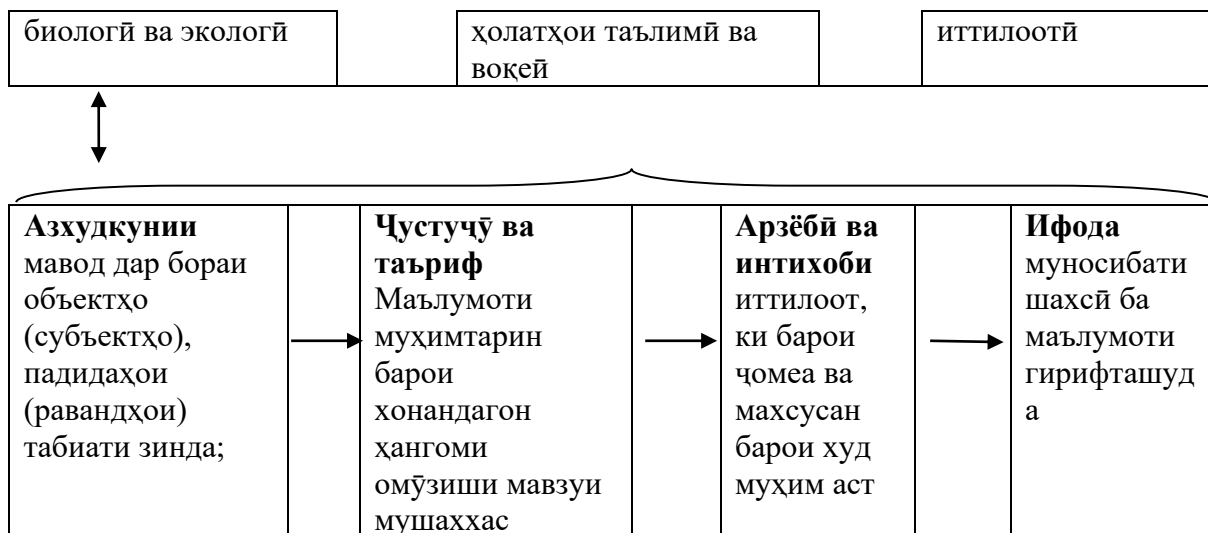 биологӣ ва экологӣ
ҳолатҳои таълимӣ ва
воқеӣ
иттилоотӣ
Азхудкунии
мавод дар бораи
объектҳо
(субъектҳо),
падидаҳои
(равандҳои)
табиати зинда;
Ҷустуҷӯ ва
таъриф
Маълумоти
муҳимтарин
барои
хонандагон
ҳангоми
омӯзиши мавзуи
мушаххас
Арзёбӣ ва
интихоби
иттилоот,
ки барои
ҷомеа ва
махсусан
барои худ
муҳим аст
Ифода
муносибати
шахсӣ ба
маълумоти
гирифташуд
а